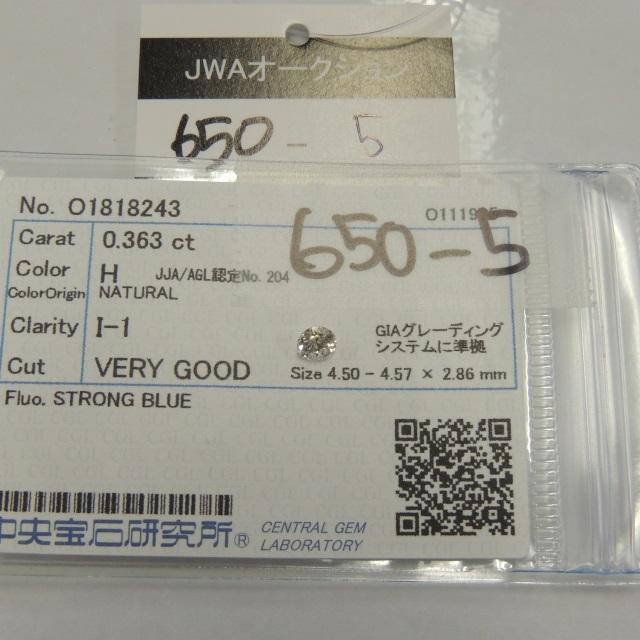 JWAオークション
650-5
No. O1818243
Carat 0.363 ct
650-5
Color H JJA/AGL認定No. 204
ColorOrigin NATURAL
Clarity I-1
GIAグレーディング
システムに準拠
Cut VERY GOOD
Size 4.50 - 4.57 × 2.86 mm
Fluo. STRONG BLUE
中央宝石研究所®
CENTRAL GEM
LABORATORY